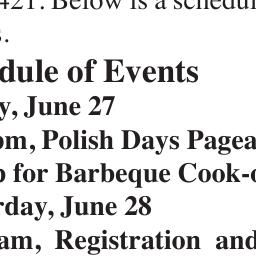 421. Below is a schedul
s.
dule of Events
y, June 27
om, Polish Days Pagea
p for Barbeque Cook-o
rday, June 28
am, Registration and